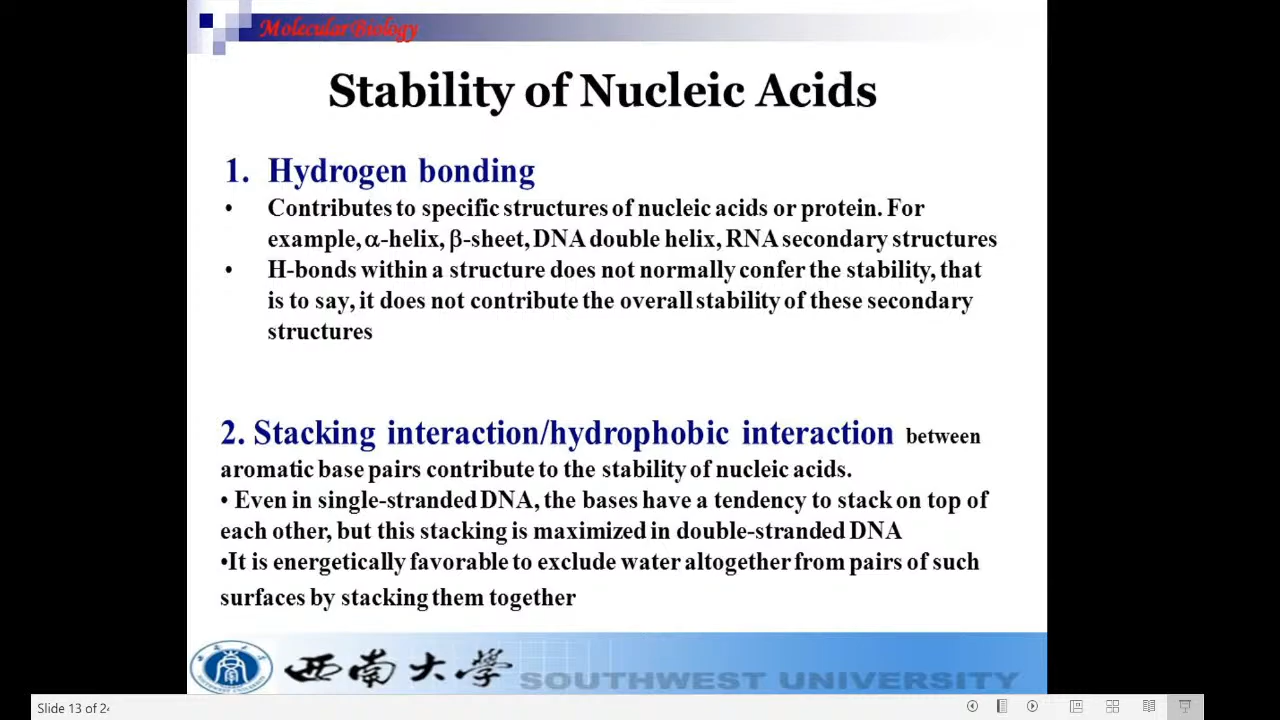 Molecular Biology
Stability of Nucleic Acids
1. Hydrogen bonding
• Contributes to specific structures of nucleic acids or protein. For
example, α-helix, β-sheet, DNA double helix, RNA secondary structures
• H-bonds within a structure does not normally confer the stability, that
is to say, it does not contribute the overall stability of these secondary
structures
2. Stacking interaction/hydrophobic interaction between
aromatic base pairs contribute to the stability of nucleic acids.
• Even in single-stranded DNA, the bases have a tendency to stack on top of
each other, but this stacking is maximized in double-stranded DNA
•It is energetically favorable to exclude water altogether from pairs of such
surfaces by stacking them together
西南大学
SOUTHWEST UNIVERSITY
Slide 13 of 24